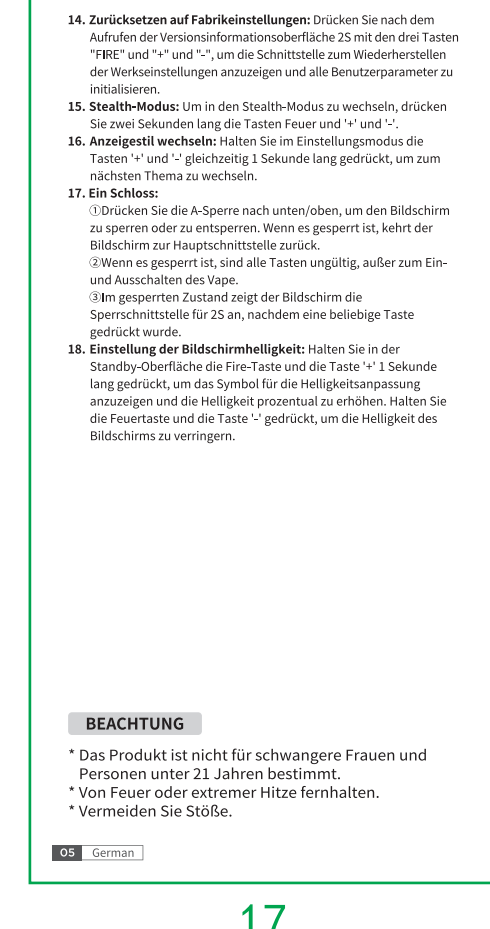 14. Zurücksetzen auf Fabrikeinstellungen: Drücken Sie nach dem
Aufrufen der Versionsinformationsoberfläche 2S mit den drei Tasten
"FIRE" und "+" und "-", um die Schnittstelle zum Wiederherstellen
der Werkseinstellungen anzuzeigen und alle Benutzerparameter zu
initialisieren.
15. Stealth-Modus: Um in den Stealth-Modus zu wechseln, drücken
Sie zwei Sekunden lang die Tasten Feuer und '+' und '-'.
16. Anzeigestil wechseln: Halten Sie im Einstellungsmodus die
Tasten '+' und '-' gleichzeitig 1 Sekunde lang gedrückt, um zum
nächsten Thema zu wechseln.
17. Ein Schloss:
①Drücken Sie die A-Sperre nach unten/oben, um den Bildschirm
zu sperren oder zu entsperren. Wenn es gesperrt ist, kehrt der
Bildschirm zur Hauptschnittstelle zurück.
②Wenn es gesperrt ist, sind alle Tasten ungültig, außer zum Ein-
und Ausschalten des Vape.
③Im gesperrten Zustand zeigt der Bildschirm die
Sperrschnittstelle für 2S an, nachdem eine beliebige Taste
gedrückt wurde.
18. Einstellung der Bildschirmhelligkeit: Halten Sie in der
Standby-Oberfläche die Fire-Taste und die Taste '+' 1 Sekunde
lang gedrückt, um das Symbol für die Helligkeitsanpassung
anzuzeigen und die Helligkeit prozentual zu erhöhen. Halten Sie
die Feuertaste und die Taste '-' gedrückt, um die Helligkeit des
Bildschirms zu verringern.
BEACHTUNG
* Das Produkt ist nicht für schwangere Frauen und
Personen unter 21 Jahren bestimmt.
* Von Feuer oder extremer Hitze fernhalten.
* Vermeiden Sie Stöße.
05 German
17